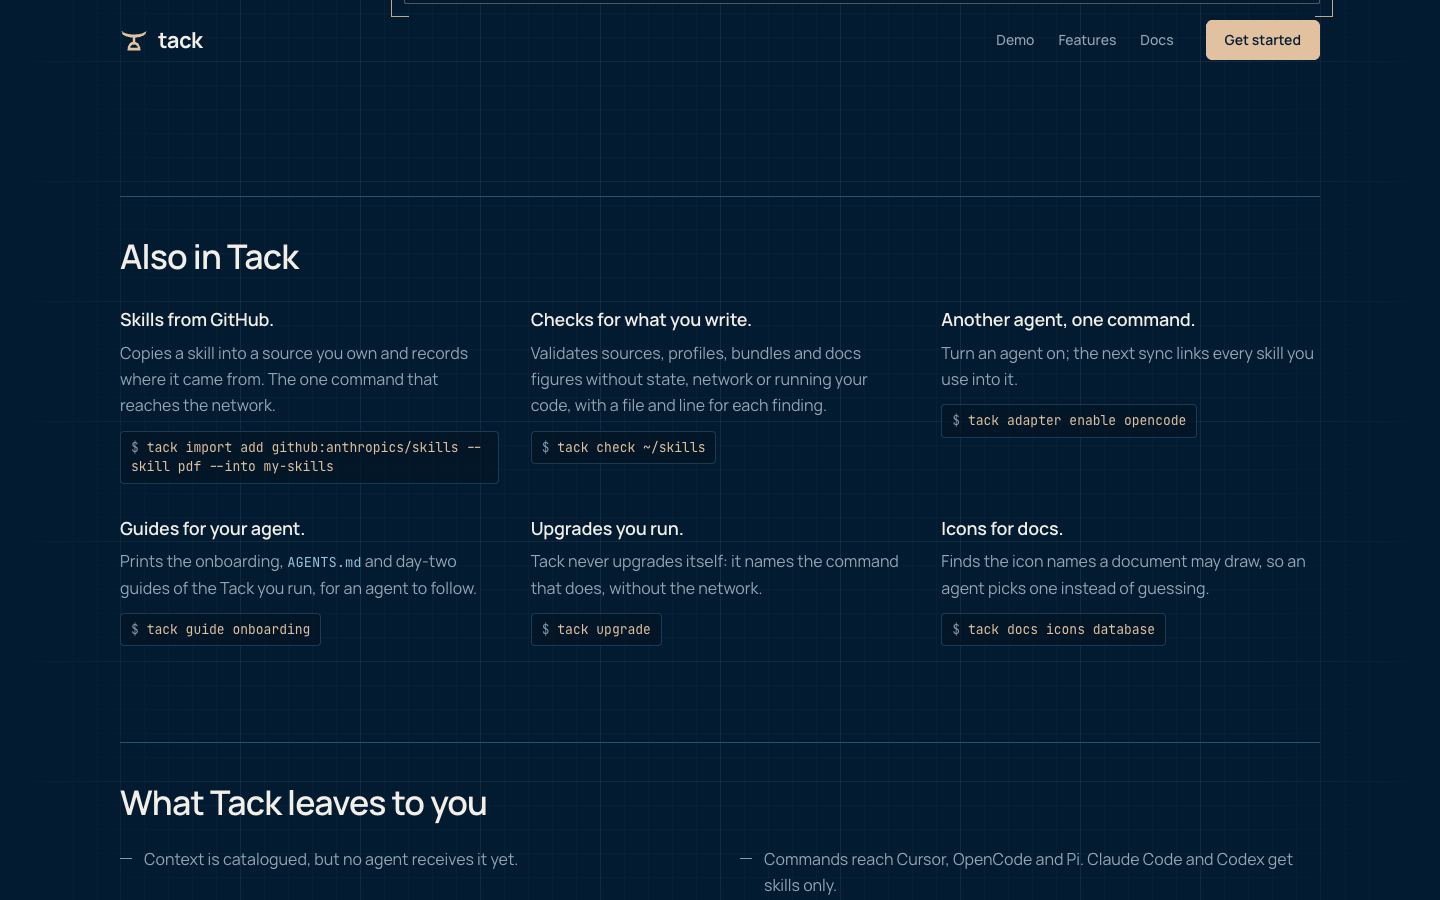 tack
Demo
Features
Docs
Get started
Also in Tack
Skills from GitHub.
Copies a skill into a source you own and records
where it came from. The one command that
reaches the network.
$ tack import add github:anthropics/skills --
skill pdf --into my-skills
Checks for what you write.
Validates sources, profiles, bundles and docs
figures without state, network or running your
code, with a file and line for each finding.
$ tack check ~/skills
Another agent, one command.
Turn an agent on; the next sync links every skill you
use into it.
$ tack adapter enable opencode
Guides for your agent.
Prints the onboarding, AGENTS.md and day-two
guides of the Tack you run, for an agent to follow.
$ tack guide onboarding
Upgrades you run.
Tack never upgrades itself: it names the command
that does, without the network.
$ tack upgrade
Icons for docs.
Finds the icon names a document may draw, so an
agent picks one instead of guessing.
$ tack docs icons database
What Tack leaves to you
— Context is catalogued, but no agent receives it yet.
— Commands reach Cursor, OpenCode and Pi. Claude Code and Codex get
skills only.